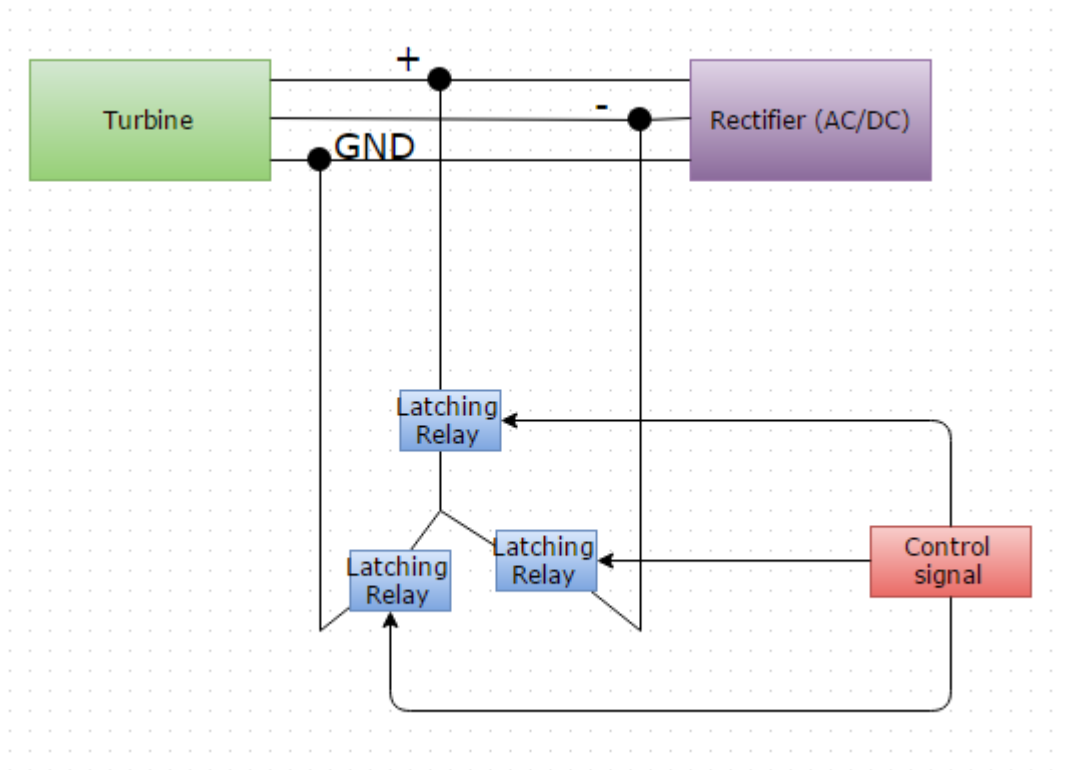 +
-
Turbine
Rectifier (AC/DC)
GND
Latching
Relay
Latching
Relay
Control
signal
Latching
Relay